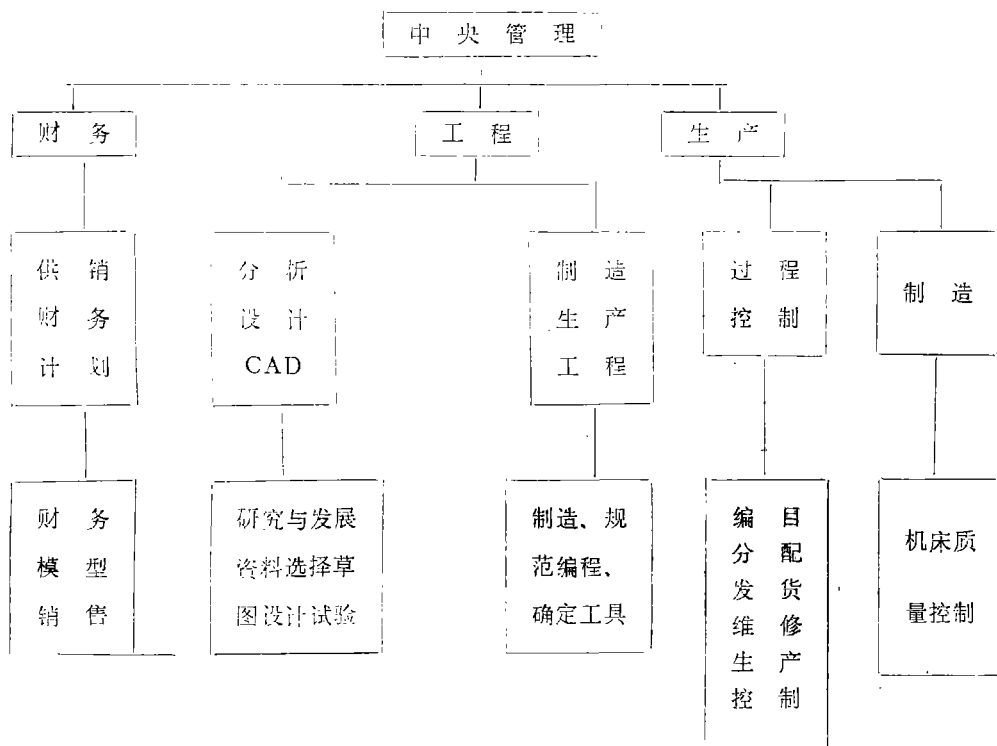 中央管理
财务
工程
生产
供销
财务
计划
分折
设计
CAD
制造
生产
工程
过程
控制
制造
财务
模型
销售
研究与发展
资料选择草
图设计试验
制造、规
范编程、
确定工具
编目
分配
发货
维修
生产
控制
机床质
量控制